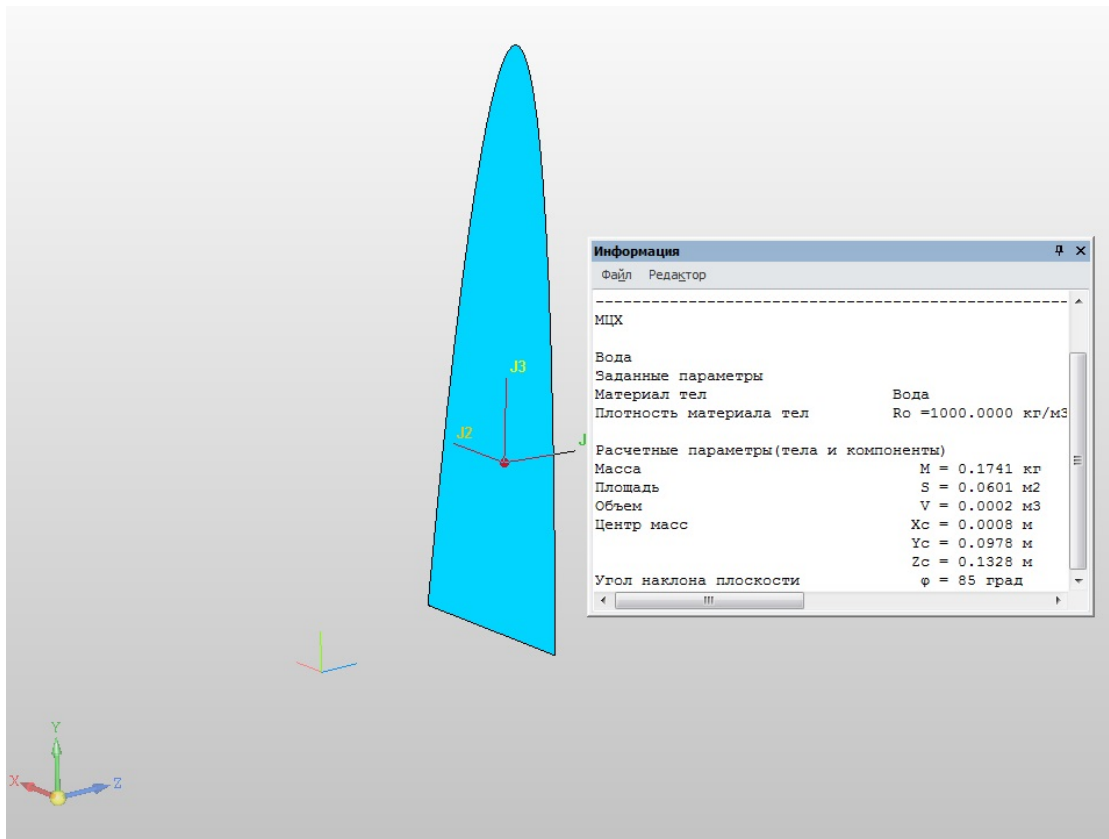 J3
J2
J
Y
X
Z
Информация
Файл Редактор
--------------------------------------------------
МЦХ
Вода
Заданные параметры
Материал тел Вода
Плотность материала тел Ro =1000.0000 кг/м3
Расчетные параметры(тела и компоненты)
Масса M = 0.1741 кг
Площадь S = 0.0601 м2
Объем V = 0.0002 м3
Центр масс Xc = 0.0008 м
Yc = 0.0978 м
Zc = 0.1328 м
Угол наклона плоскости φ = 85 град